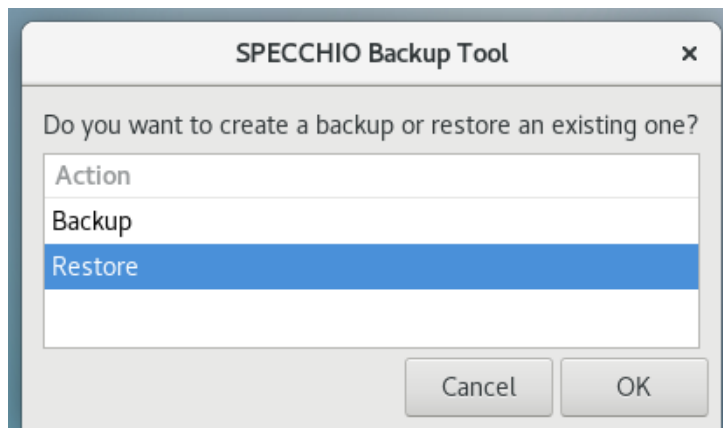 SPECCHIO Backup Tool ×
Do you want to create a backup or restore an existing one?
Action
Backup
Restore
Cancel OK